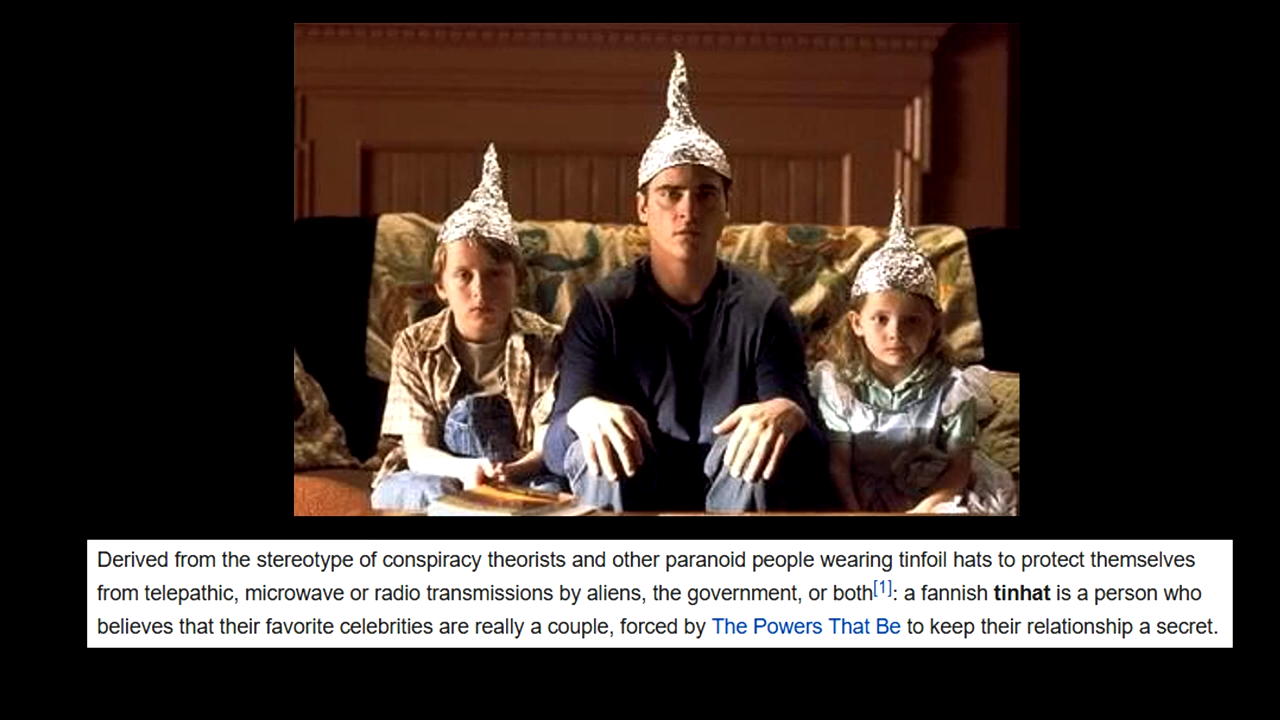 Derived from the stereotype of conspiracy theorists and other paranoid people wearing tinfoil hats to protect themselves
from telepathic, microwave or radio transmissions by aliens, the government, or both[1]: a fannish tinhat is a person who
believes that their favorite celebrities are really a couple, forced by The Powers That Be to keep their relationship a secret.